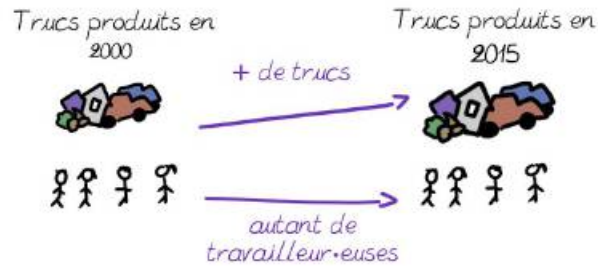 Trucs produits en
2000
Trucs produits en
2015
+ de trucs
autant de
travailleur•euses